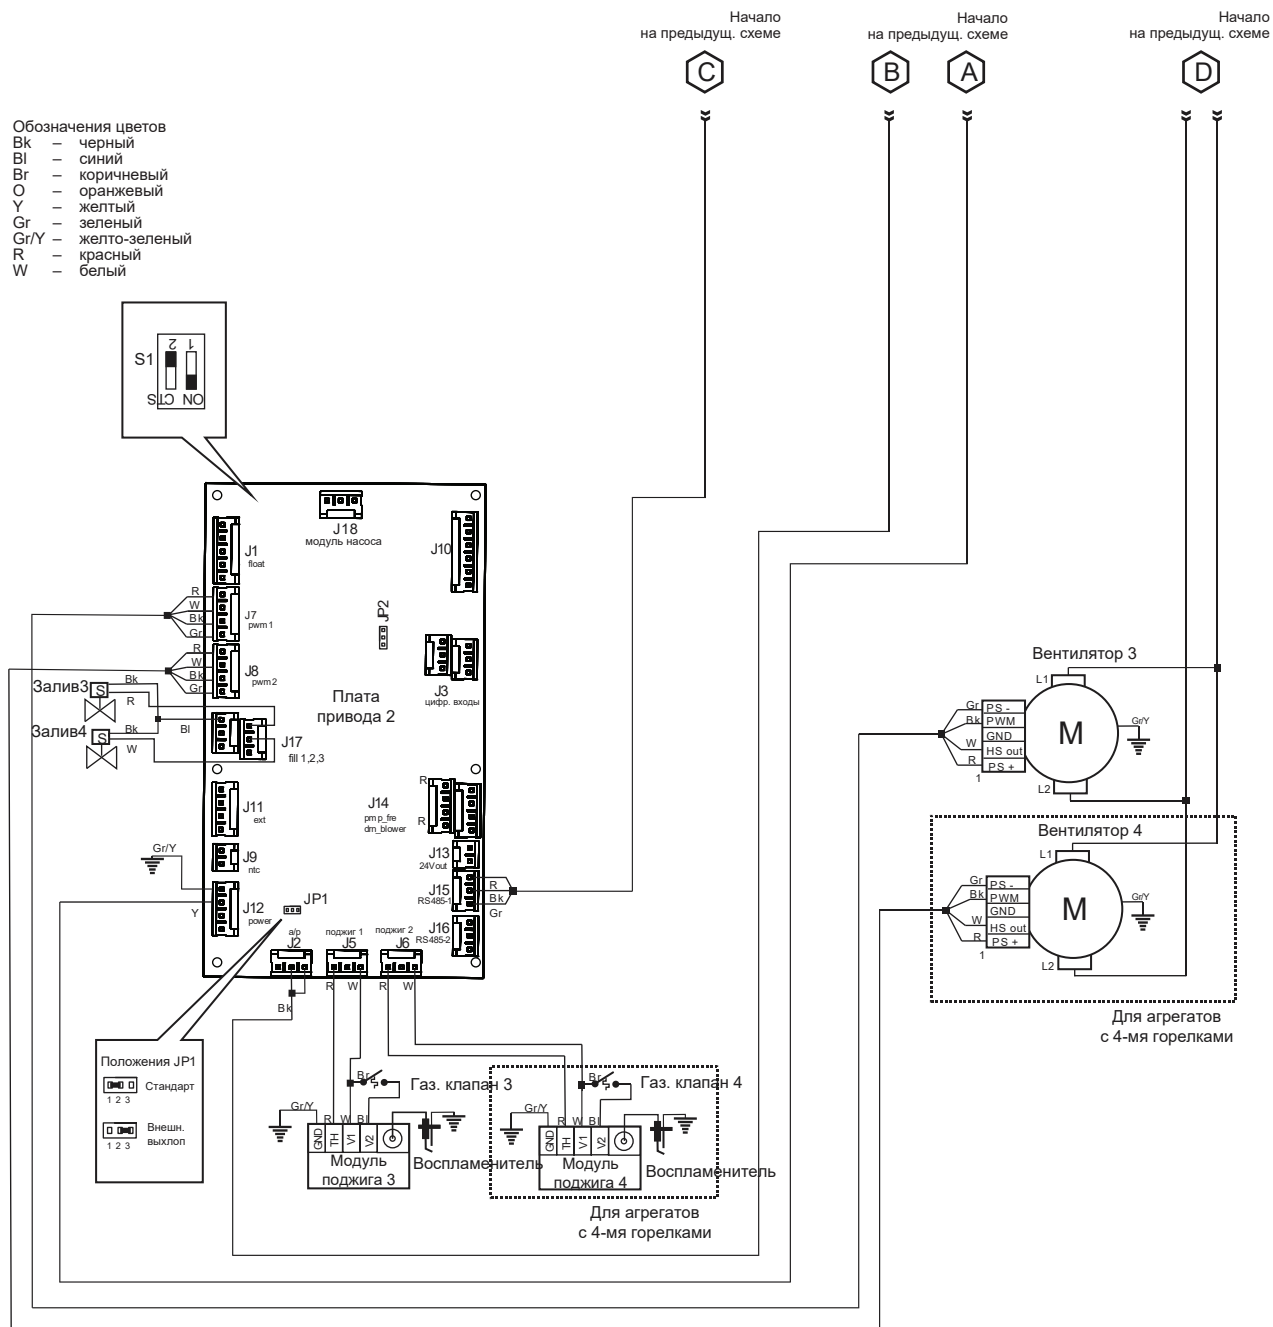 Начало
на предыдущ. схеме
C
Начало
на предыдущ. схеме
B
A
Начало
на предыдущ. схеме
D
Обозначения цветов
Bk – черный
Bl – синий
Br – коричневый
O – оранжевый
Y – желтый
Gr – зеленый
Gr/Y – желто-зеленый
R – красный
W – белый
S1
2 1
CTS ON
J18
модуль насоса
J1
float
J10
R
W
Bk
Gr
J7
pwm1
JP2
R
W
Bk
Gr
J8
pwm2
J3
цифр. входы
Плата
привода 2
Залив3
S
Bk
R
Залив4
S
Bk
W
Bl
J17
fill 1,2,3
J11
ext
J14
pmp_fre
dm_blower
R
R
J9
ntc
J13
24Vout
Gr/Y
Y
J12
power
JP1
J15
RS485-1
R
Bk
Gr
J16
RS485-2
a/p
J2
поджиг 1
J5
поджиг 2
J6
Bk
R W
R W
Вентилятор 3
L1
Gr PS -
Bk PWM
GND
W HS out
R PS +
1
M
Gr/Y
L2
Вентилятор 4
L1
Gr PS -
Bk PWM
GND
W HS out
R PS +
1
M
Gr/Y
L2
Для агрегатов
с 4-мя горелками
Положения JP1
Стандарт
1 2 3
Внешн.
выхлоп
1 2 3
Br
Газ. клапан 3
Gr/Y
R W Bl
GND TH V1 V2
Модуль
поджига 3
Воспламенитель
Br
Газ. клапан 4
Gr/Y
R W Bl
GND TH V1 V2
Модуль
поджига 4
Воспламенитель
Для агрегатов
с 4-мя горелками